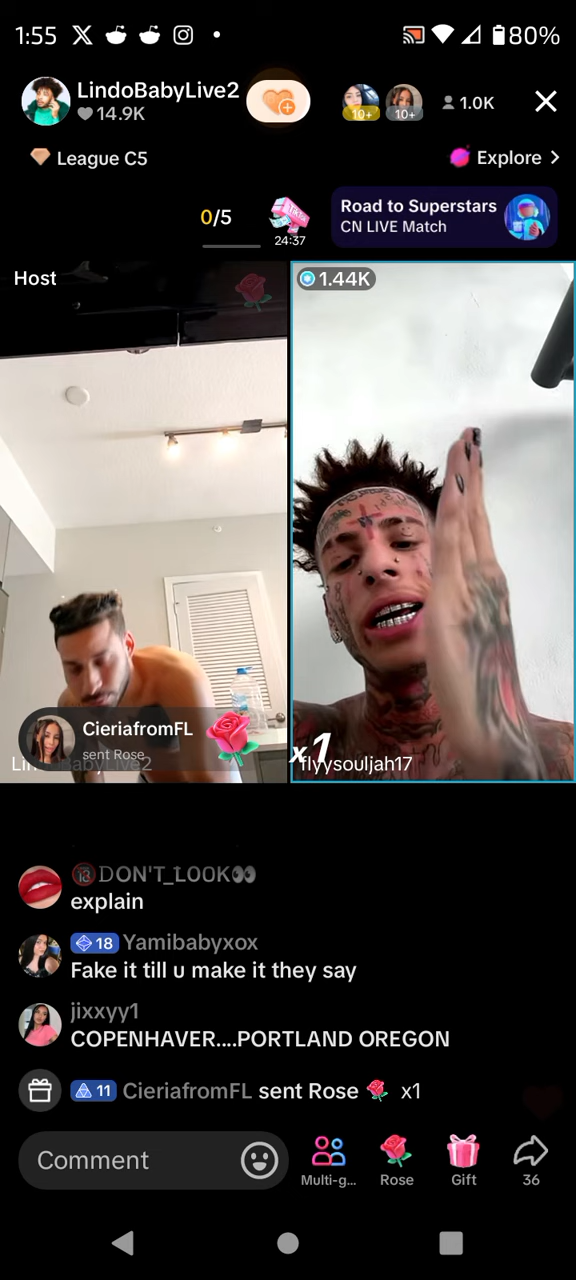 1:55
80%
LindoBabyLive2
14.9K
10+
10+
1.0K
League C5
Explore
0/5
24:37
Road to Superstars
CN LIVE Match
Host
1.44K
CieriafromFL
sent Rose
LindoBabyLive2
x1
flyysouljah17
🔞DON'T_LOOK👀
explain
18 Yamibabyxox
Fake it till u make it they say
jixxyy1
COPENHAVER....PORTLAND OREGON
11 CieriafromFL sent Rose 🌹 x1
Comment
Multi-g...
Rose
Gift
36